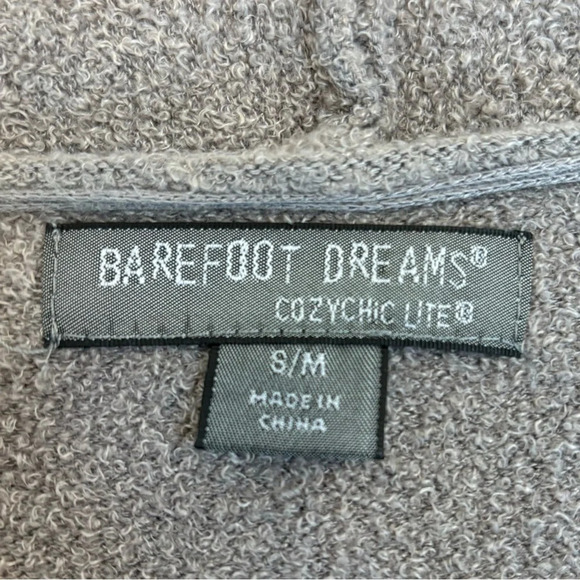 BAREFOOT DREAMS®
COZYCHIC LITE®
S/M
MADE IN
CHINA